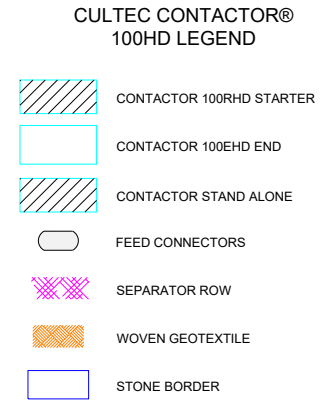 CULTEC CONTACTOR®
100HD LEGEND
CONTACTOR 100RHD STARTER
CONTACTOR 100EHD END
CONTACTOR STAND ALONE
FEED CONNECTORS
SEPARATOR ROW
WOVEN GEOTEXTILE
STONE BORDER